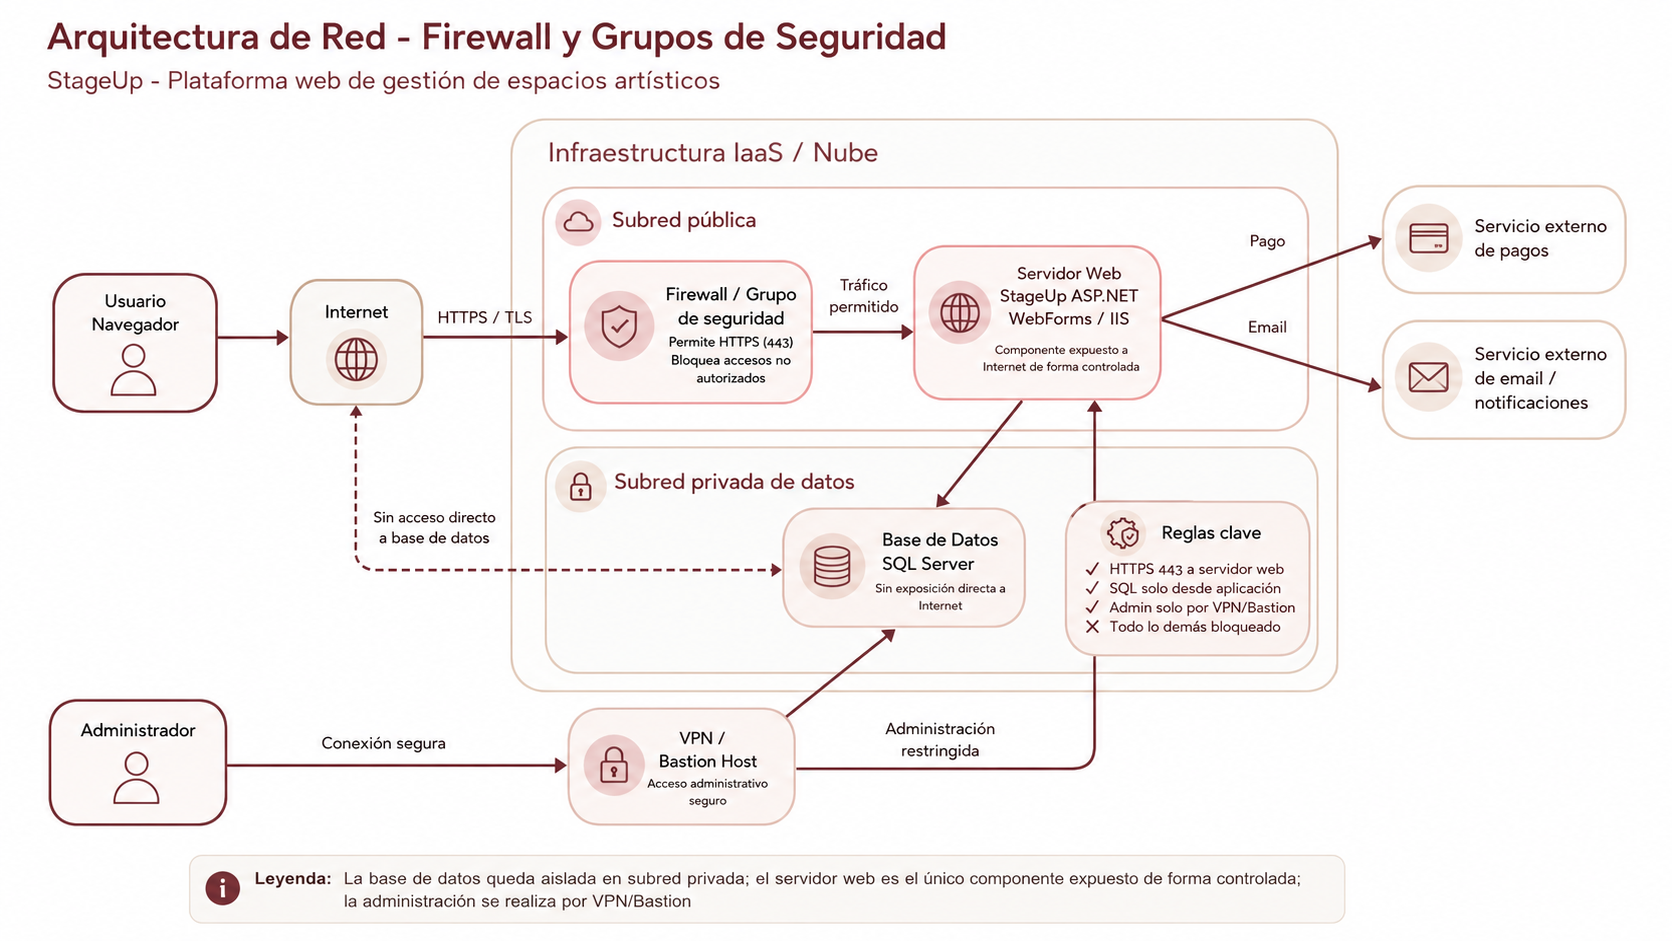 Arquitectura de Red - Firewall y Grupos de Seguridad
StageUp - Plataforma web de gestión de espacios artísticos
Infraestructura IaaS / Nube
Subred pública
Usuario
Navegador
Internet
HTTPS / TLS
Firewall / Grupo
de seguridad
Permite HTTPS (443)
Bloquea accesos no
autorizados
Tráfico
permitido
Servidor Web
StageUp ASP.NET
WebForms / IIS
Componente expuesto a
Internet de forma controlada
Pago
Email
Servicio externo
de pagos
Servicio externo
de email /
notificaciones
Subred privada de datos
Sin acceso directo
a base de datos
Base de Datos
SQL Server
Sin exposición directa a
Internet
Reglas clave
✓ HTTPS 443 a servidor web
✓ SQL solo desde aplicación
✓ Admin solo por VPN/Bastion
✕ Todo lo demás bloqueado
Administrador
Conexión segura
VPN /
Bastion Host
Acceso administrativo
seguro
Administración
restringida
Leyenda: La base de datos queda aislada en subred privada; el servidor web es el único componente expuesto de forma controlada;
la administración se realiza por VPN/Bastion